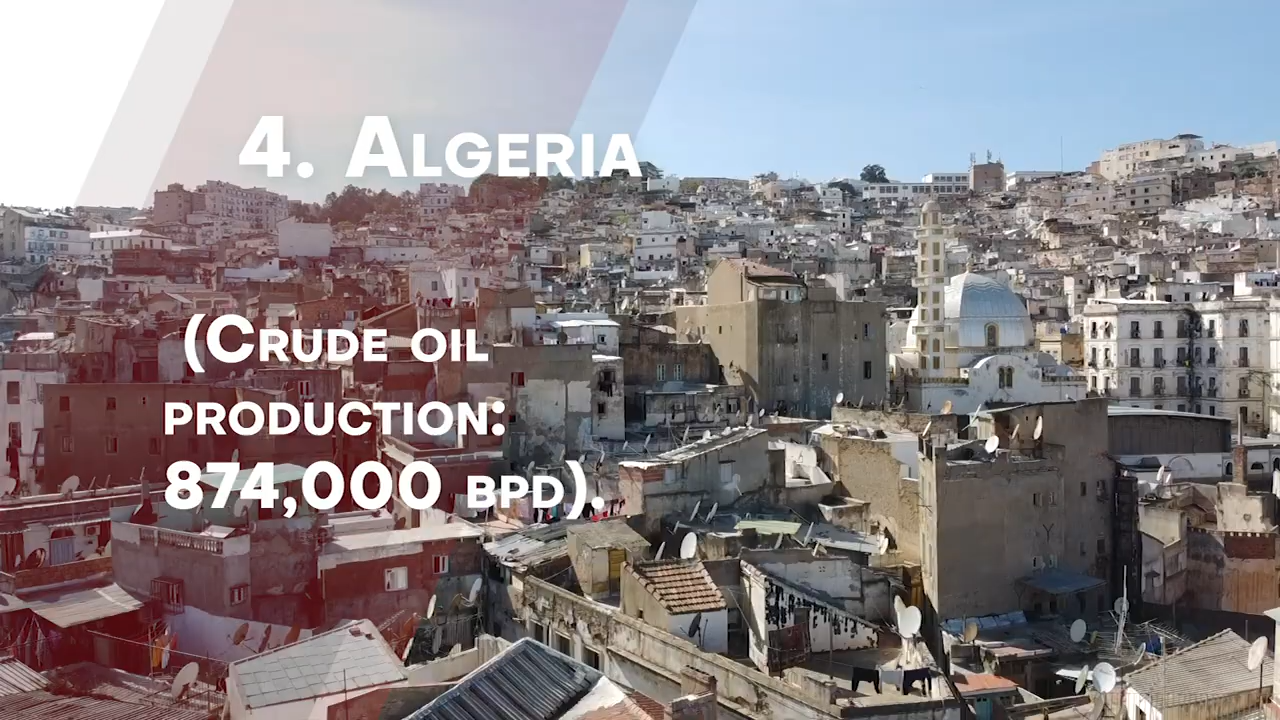 4. Algeria
(Crude oil
production:
874,000 bpd).